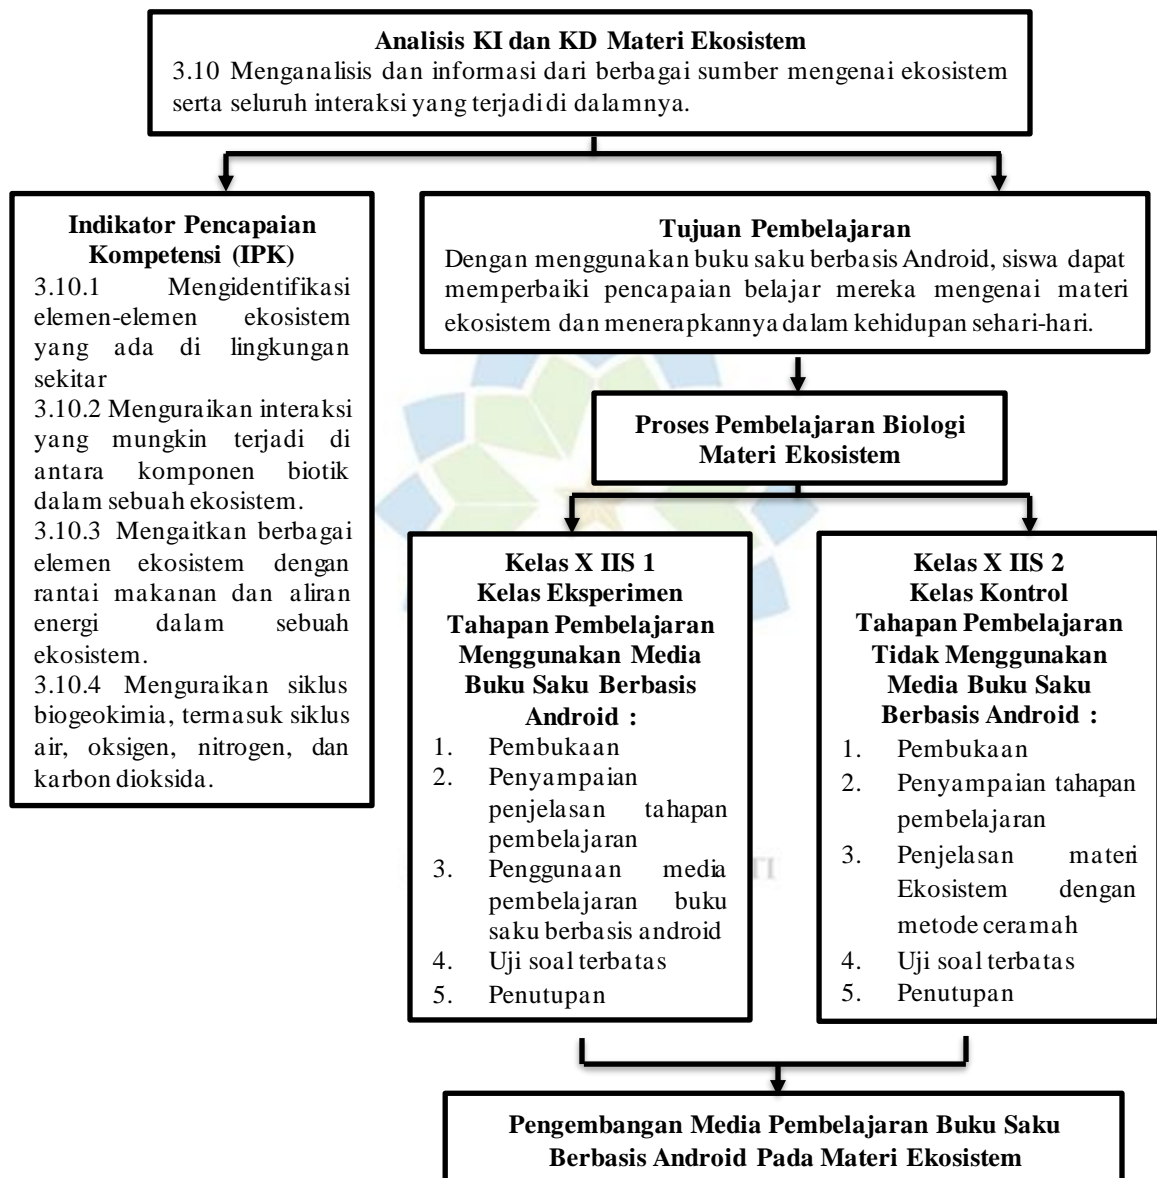 Analisis KI dan KD Materi Ekosistem
3.10 Menganalisis dan informasi dari berbagai sumber mengenai ekosistem
serta seluruh interaksi yang terjadi di dalamnya.
Indikator Pencapaian
Kompetensi (IPK)
3.10.1 Mengidentifikasi
elemen-elemen ekosistem
yang ada di lingkungan
sekitar
3.10.2 Menguraikan interaksi
yang mungkin terjadi di
antara komponen biotik
dalam sebuah ekosistem.
3.10.3 Mengaitkan berbagai
elemen ekosistem dengan
rantai makanan dan aliran
energi dalam sebuah
ekosistem.
3.10.4 Menguraikan siklus
biogeokimia, termasuk siklus
air, oksigen, nitrogen, dan
karbon dioksida.
Tujuan Pembelajaran
Dengan menggunakan buku saku berbasis Android, siswa dapat
memperbaiki pencapaian belajar mereka mengenai materi
ekosistem dan menerapkannya dalam kehidupan sehari-hari.
Proses Pembelajaran Biologi
Materi Ekosistem
Kelas X IIS 1
Kelas Eksperimen
Tahapan Pembelajaran
Menggunakan Media
Buku Saku Berbasis
Android :
1. Pembukaan
2. Penyampaian
penjelasan tahapan
pembelajaran
3. Penggunaan media
pembelajaran buku
saku berbasis android
4. Uji soal terbatas
5. Penutupan
Kelas X IIS 2
Kelas Kontrol
Tahapan Pembelajaran
Tidak Menggunakan
Media Buku Saku
Berbasis Android :
1. Pembukaan
2. Penyampaian tahapan
pembelajaran
3. Penjelasan materi
Ekosistem dengan
metode ceramah
4. Uji soal terbatas
5. Penutupan
Pengembangan Media Pembelajaran Buku Saku
Berbasis Android Pada Materi Ekosistem